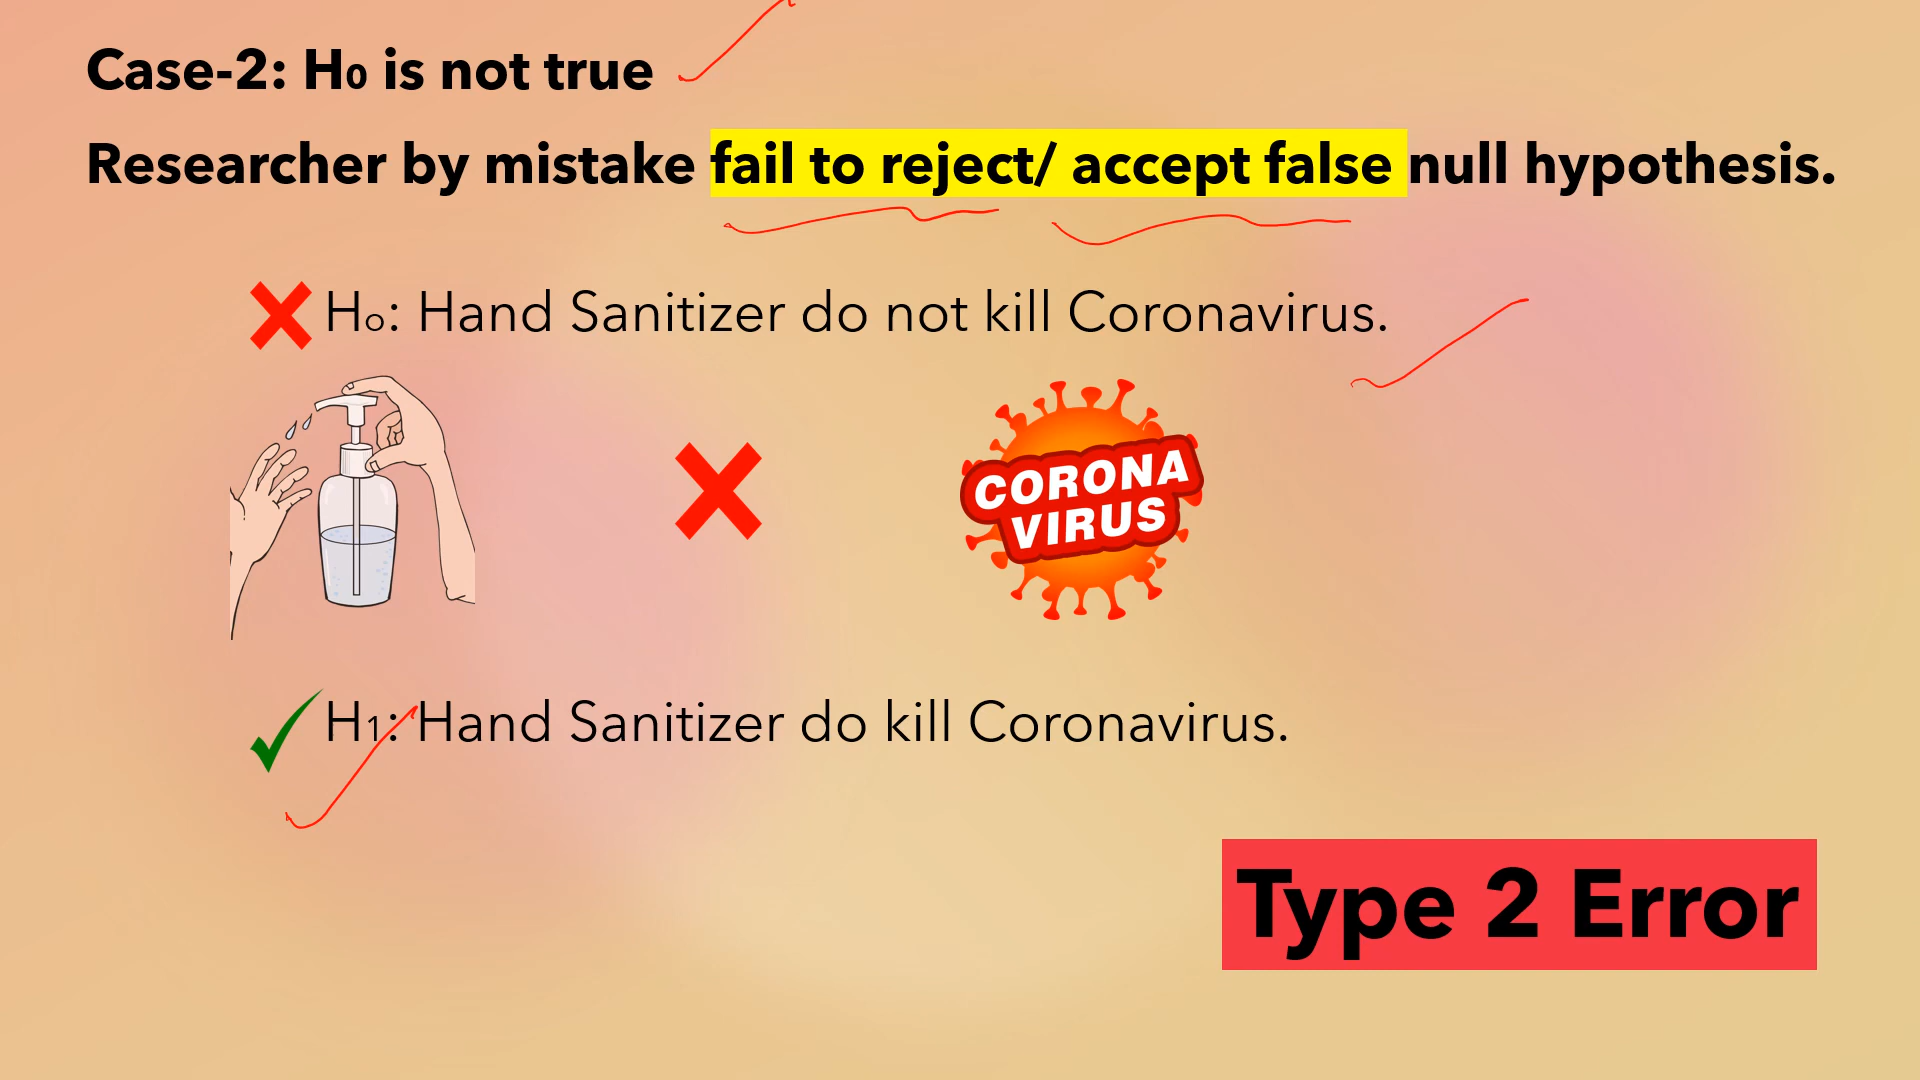 Case-2: H₀ is not true
Researcher by mistake fail to reject/ accept false null hypothesis.
Hₒ: Hand Sanitizer do not kill Coronavirus.
CORONA
VIRUS
H₁: Hand Sanitizer do kill Coronavirus.
Type 2 Error